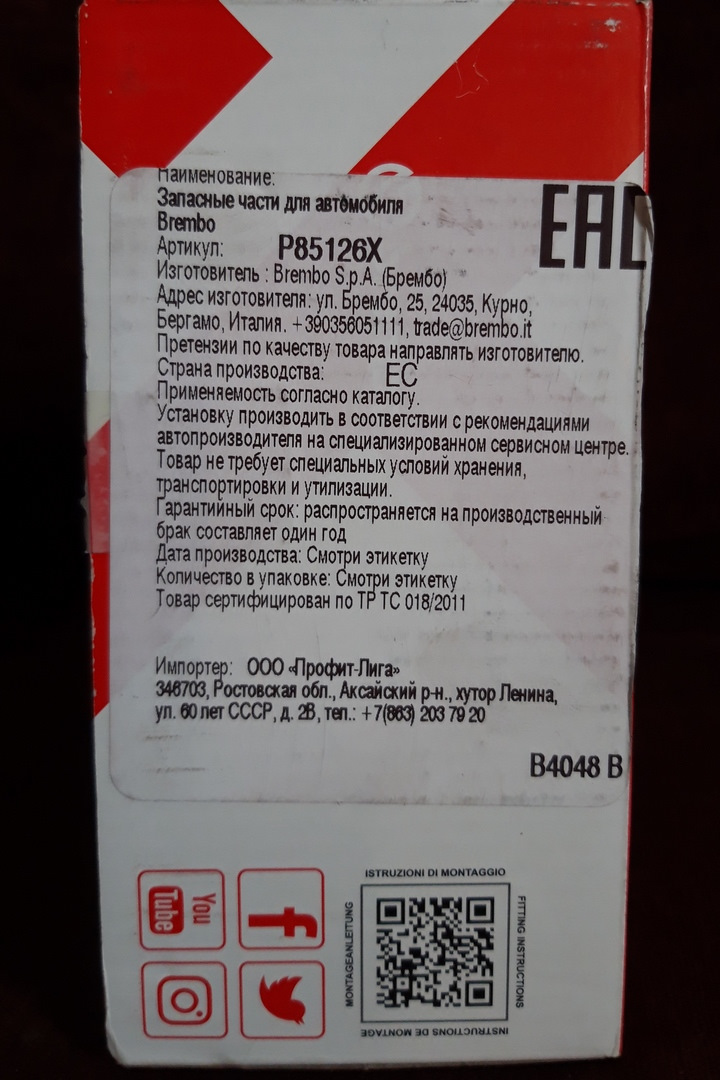 Наименование:
Запасные части для автомобиля
Brembo
Артикул: P85126X
EAC
Изготовитель : Brembo S.p.A. (Брембо)
Адрес изготовителя: ул. Брембо, 25, 24035, Курно,
Бергамо, Италия. +390356051111, trade@brembo.it
Претензии по качеству товара направлять изготовителю.
Страна производства: ЕС
Применяемость согласно каталогу.
Установку производить в соответствии с рекомендациями
автопроизводителя на специализированном сервисном центре.
Товар не требует специальных условий хранения,
транспортировки и утилизации.
Гарантийный срок: распространяется на производственный
брак составляет один год
Дата производства: Смотри этикетку
Количество в упаковке: Смотри этикетку
Товар сертифицирован по ТР ТС 018/2011
Импортер: ООО «Профит-Лига»
346703, Ростовская обл., Аксайский р-н., хутор Ленина,
ул. 60 лет СССР, д. 2В, тел.: +7(863) 203 79 20
B4048 B
You
Tube
ISTRUZIONI DI MONTAGGIO
FITTING INSTRUCTIONS
INSTRUCTIONS DE MONTAGE
MONTAGEANLEITUNG